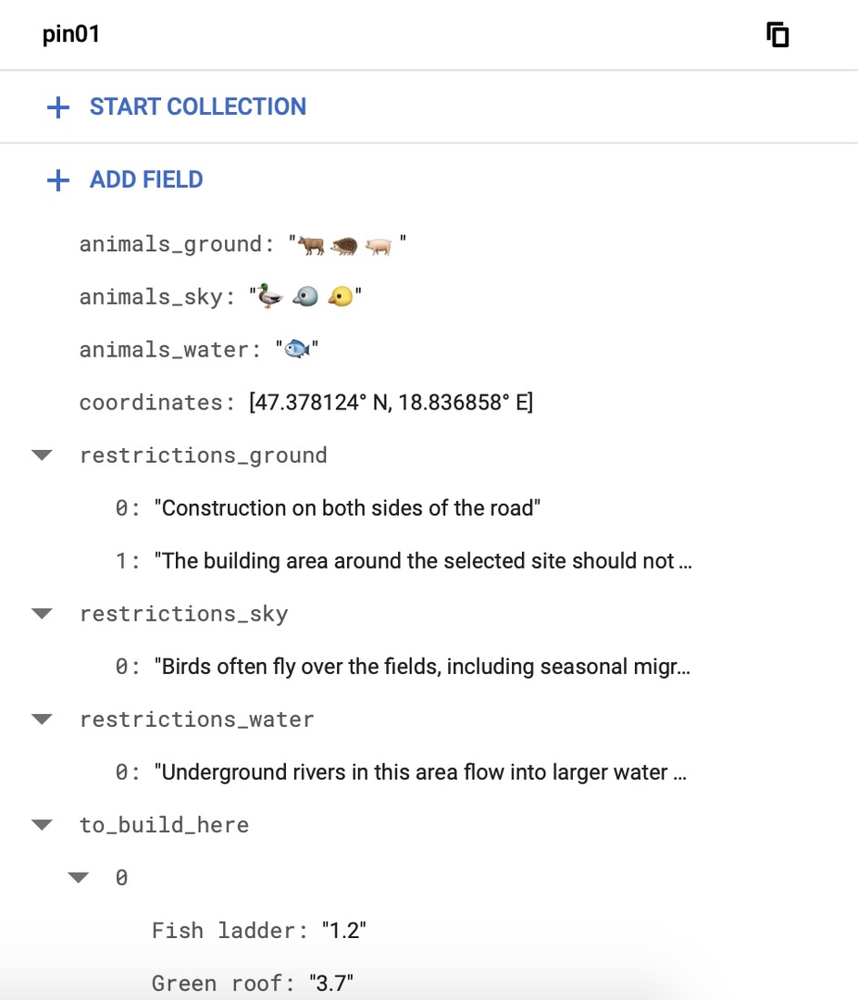 pin01
START COLLECTION
ADD FIELD
animals_ground: "🐂🦔🐖 "
animals_sky: "🦆🐦🐤"
animals_water: "🐟"
coordinates: [47.378124° N, 18.836858° E]
restrictions_ground
0: "Construction on both sides of the road"
1: "The building area around the selected site should not ...
restrictions_sky
0: "Birds often fly over the fields, including seasonal migr...
restrictions_water
0: "Underground rivers in this area flow into larger water ...
to_build_here
0
Fish ladder: "1.2"
Green roof: "3.7"